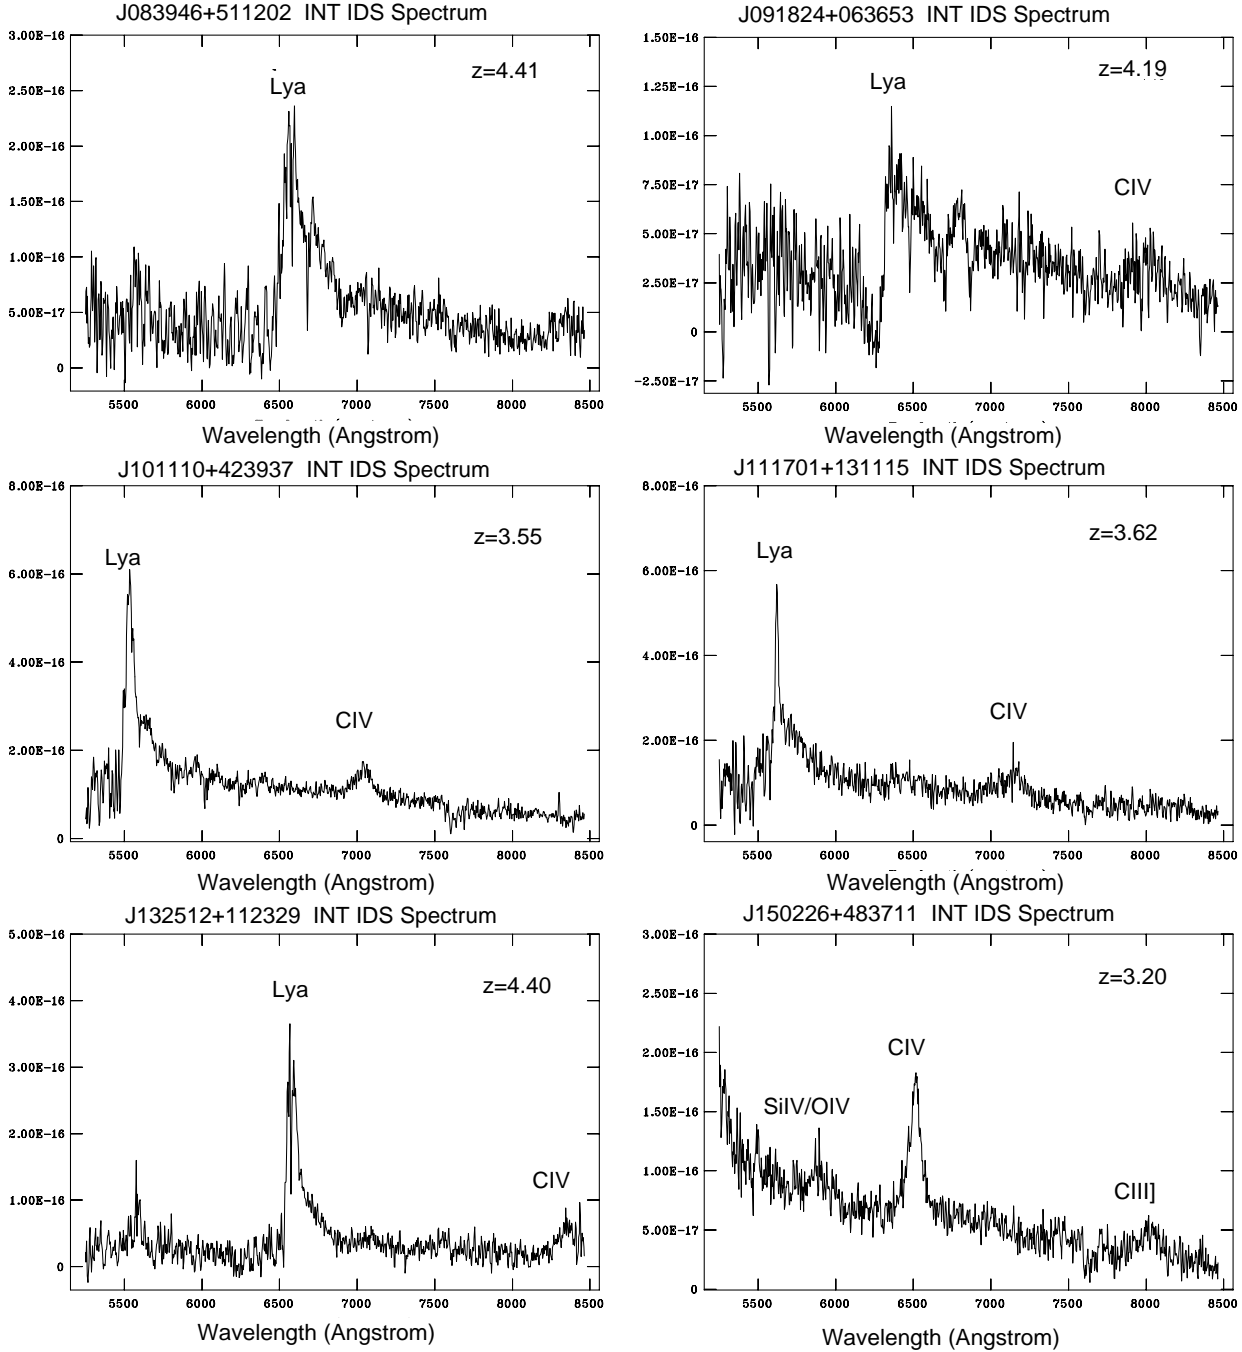 J083946+511202 INT IDS Spectrum
3.00E-16
2.50E-16
2.00E-16
1.50E-16
1.00E-16
5.00E-17
0
z=4.41
Lya
5500 6000 6500 7000 7500 8000 8500
Wavelength (Angstrom)
J091824+063653 INT IDS Spectrum
1.50E-16
1.25E-16
1.00E-16
7.50E-17
5.00E-17
2.50E-17
0
-2.50E-17
z=4.19
Lya
CIV
5500 6000 6500 7000 7500 8000 8500
Wavelength (Angstrom)
J101110+423937 INT IDS Spectrum
8.00E-16
6.00E-16
4.00E-16
2.00E-16
0
z=3.55
Lya
CIV
5500 6000 6500 7000 7500 8000 8500
Wavelength (Angstrom)
J111701+131115 INT IDS Spectrum
8.00E-16
6.00E-16
4.00E-16
2.00E-16
0
z=3.62
Lya
CIV
5500 6000 6500 7000 7500 8000 8500
Wavelength (Angstrom)
J132512+112329 INT IDS Spectrum
5.00E-16
4.00E-16
3.00E-16
2.00E-16
1.00E-16
0
z=4.40
Lya
CIV
5500 6000 6500 7000 7500 8000 8500
Wavelength (Angstrom)
J150226+483711 INT IDS Spectrum
3.00E-16
2.50E-16
2.00E-16
1.50E-16
1.00E-16
5.00E-17
0
z=3.20
CIV
SiIV/OIV
CIII]
5500 6000 6500 7000 7500 8000 8500
Wavelength (Angstrom)